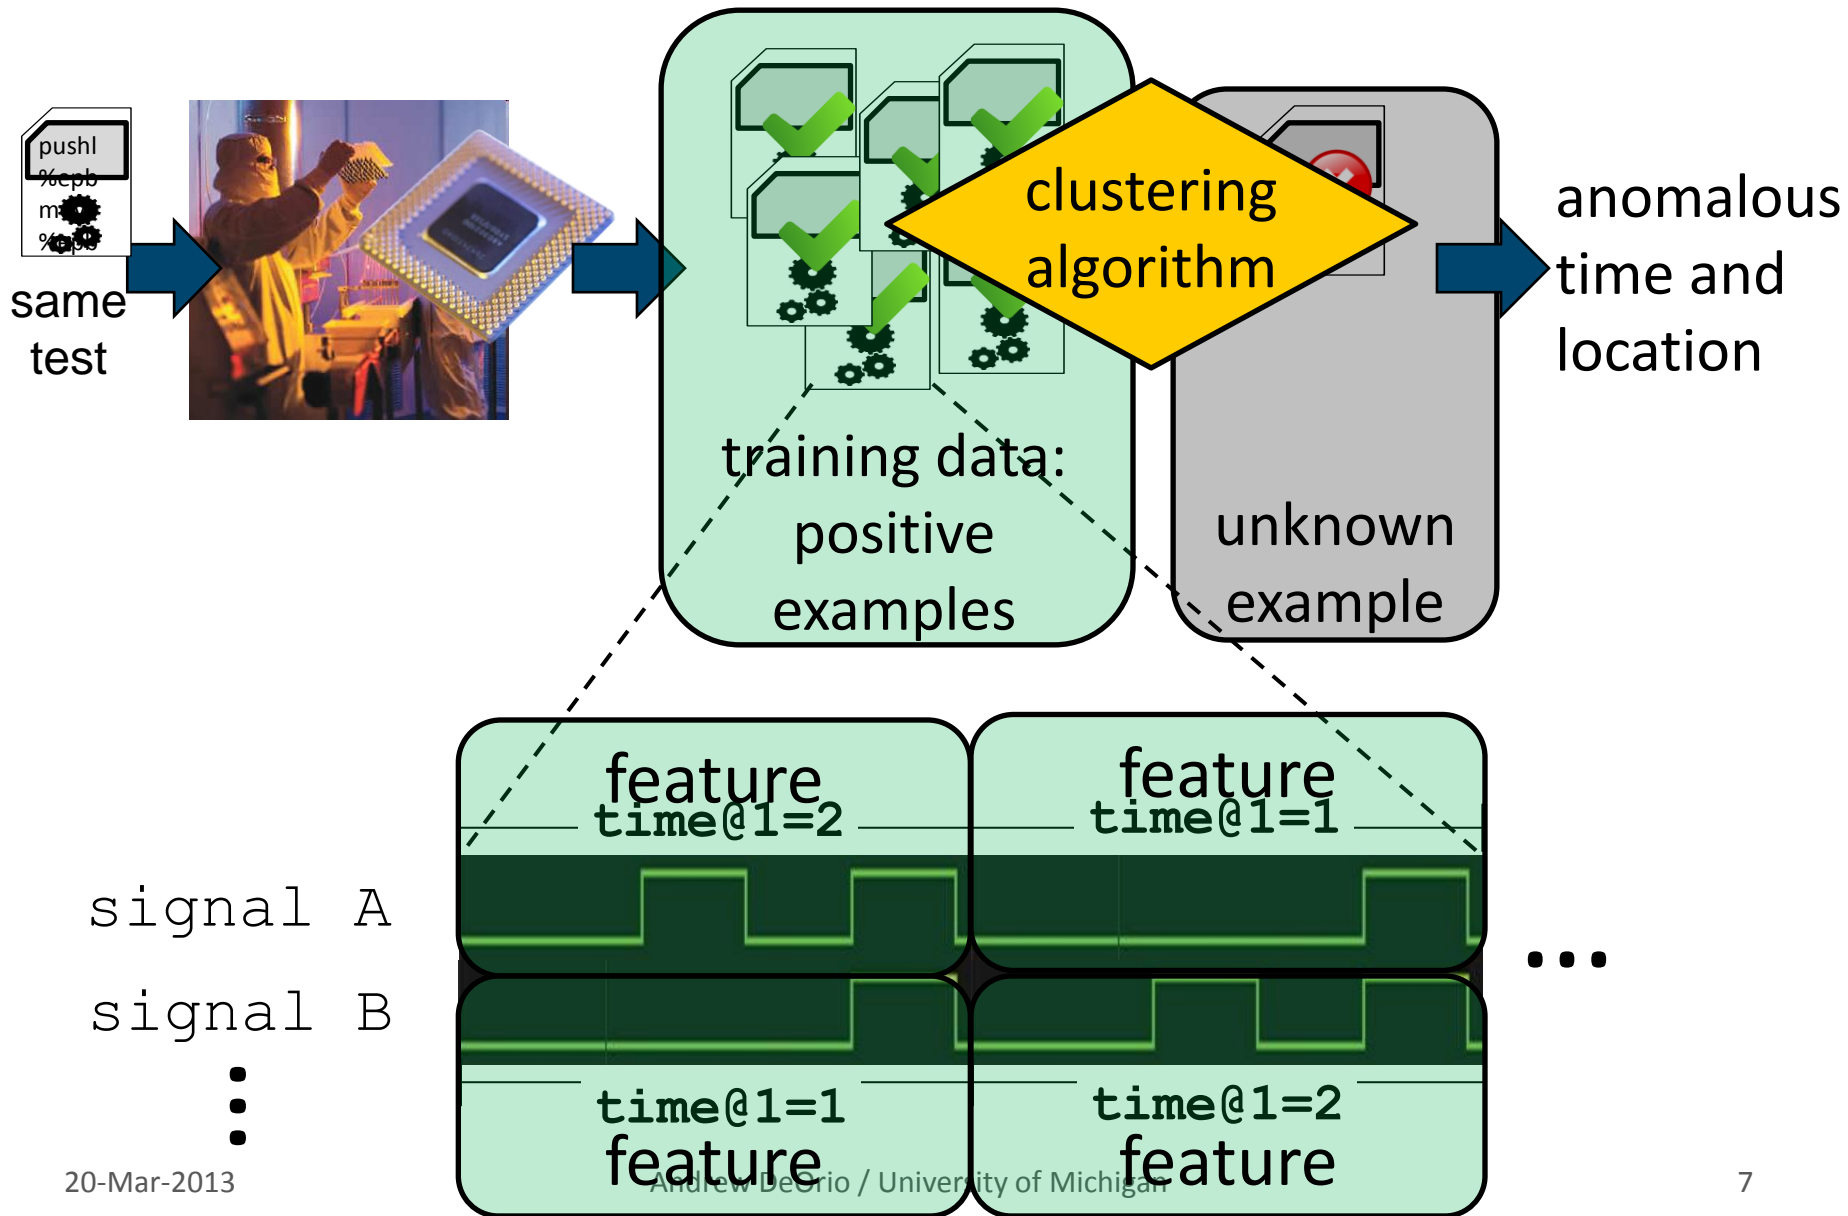 pushl
%epb
m
same
test
clustering
algorithm
anomalous
time and
location
training data:
positive
examples
unknown
example
feature
time@1=2
feature
time@1=1
signal A
...
signal B
time@1=1
feature
time@1=2
feature
20-Mar-2013
Andrew DeOrio / University of Michigan
7